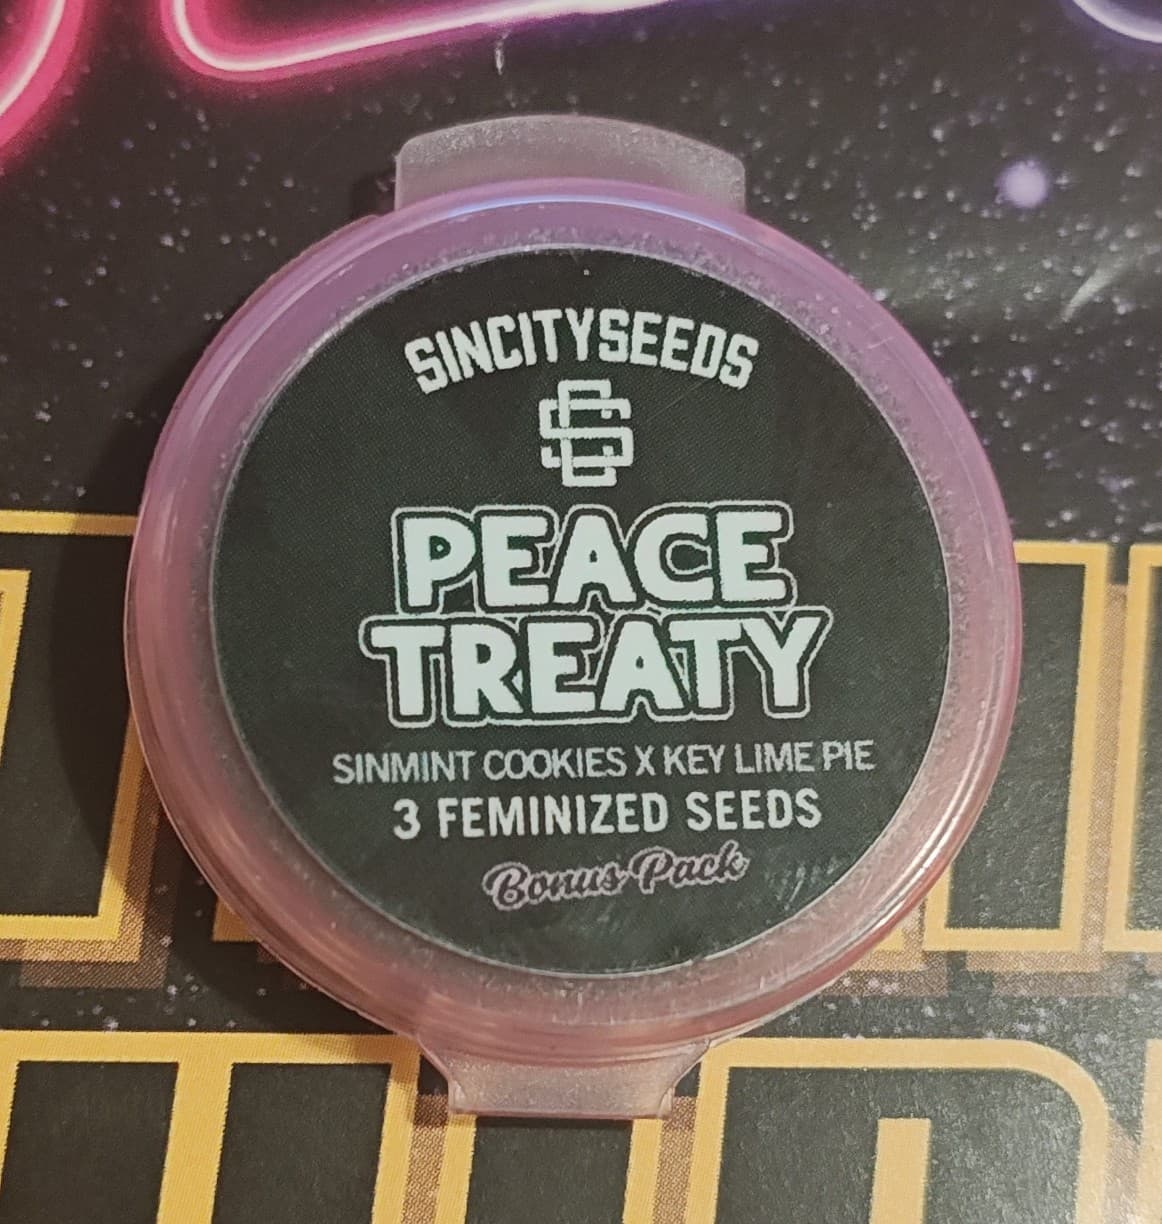 SINCITYSEEDS
PEACE
TREATY
SINMINT COOKIES X KEY LIME PIE
3 FEMINIZED SEEDS
Bonus Pack